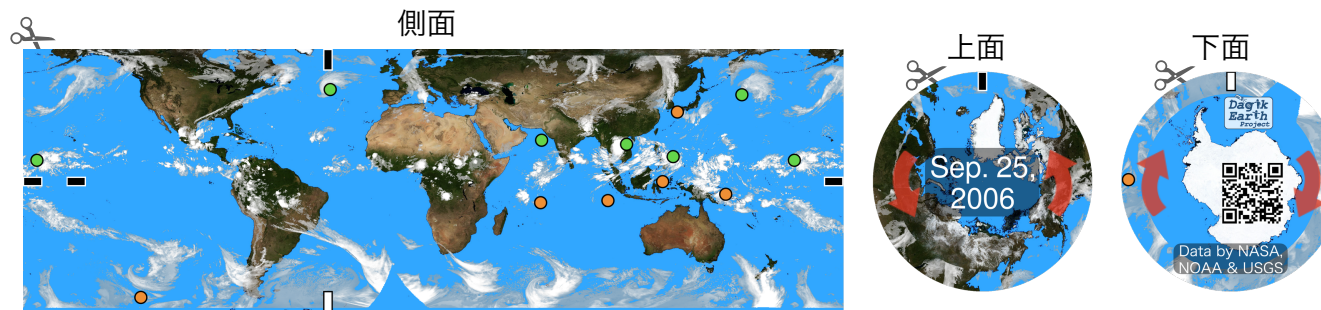 側面
上面
下面
Sep. 25,
2006
Dagik
Earth
Project
Data by NASA,
NOAA & USGS